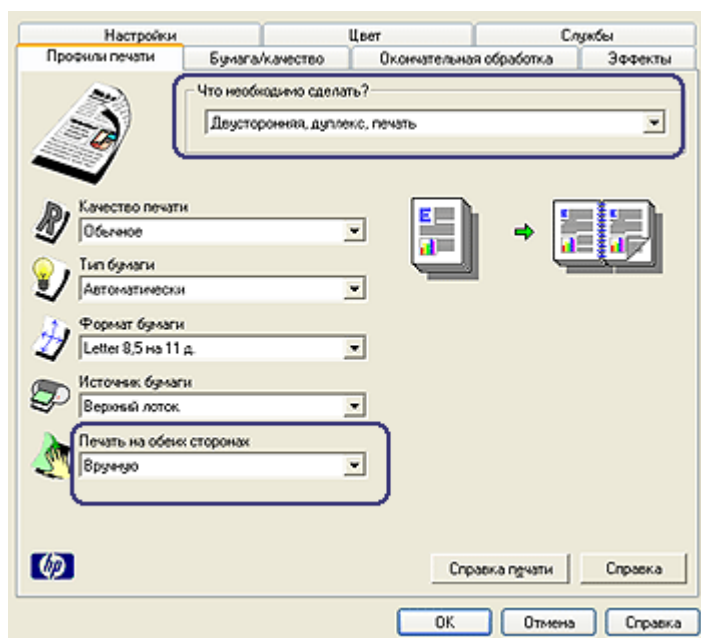 Настройки Цвет Службы
Профили печати Бумага/качество Окончательная обработка Эффекты
Что необходимо сделать?
Двусторонняя, дуплекс, печать
Качество печати
Обычное
Тип бумаги
Автоматически
Формат бумаги
Letter 8,5 на 11 д.
Источник бумаги
Верхний лоток
Печать на обеих сторонах
Вручную
hp
Справка печати Справка
OK Отмена Справка